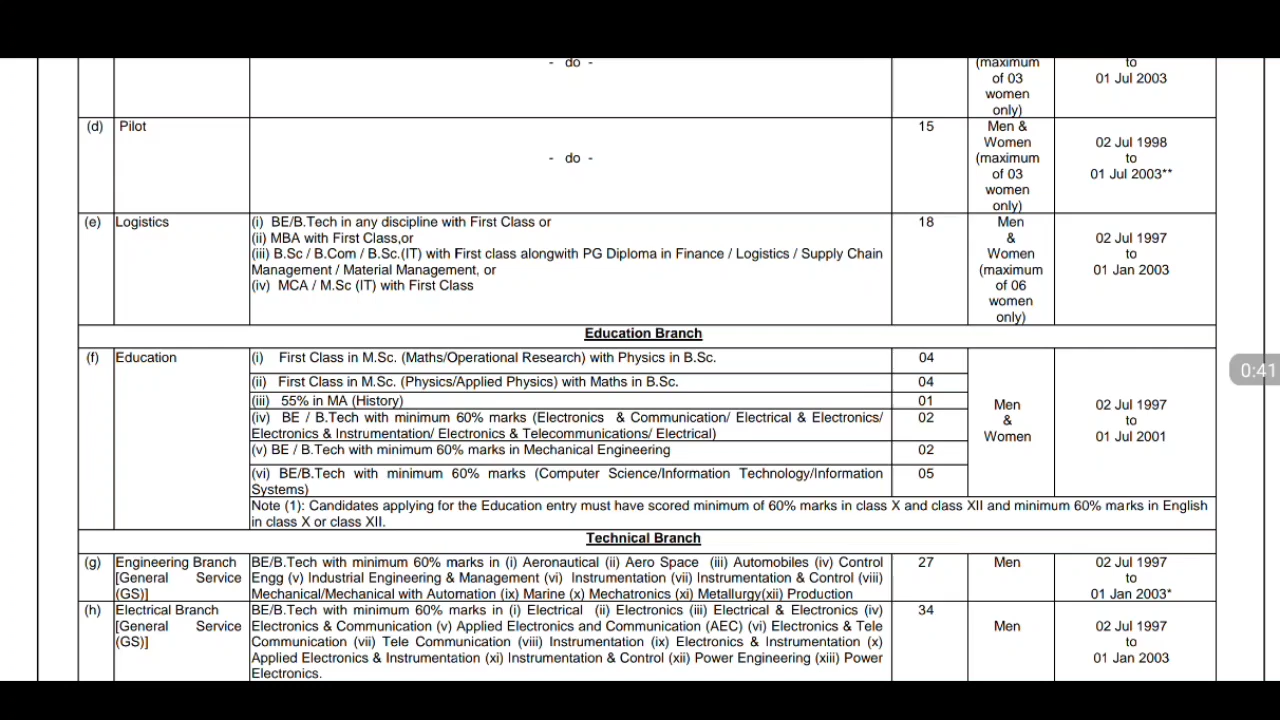 - do -
(maximum of 03 women only)
to 01 Jul 2003
(d) Pilot
- do -
15
Men & Women (maximum of 03 women only)
02 Jul 1998 to 01 Jul 2003**
(e) Logistics
(i) BE/B.Tech in any discipline with First Class or
(ii) MBA with First Class,or
(iii) B.Sc / B.Com / B.Sc.(IT) with First class alongwith PG Diploma in Finance / Logistics / Supply Chain
Management / Material Management, or
(iv) MCA / M.Sc (IT) with First Class
18
Men & Women (maximum of 06 women only)
02 Jul 1997 to 01 Jan 2003
Education Branch
(f) Education
(i) First Class in M.Sc. (Maths/Operational Research) with Physics in B.Sc. 04
(ii) First Class in M.Sc. (Physics/Applied Physics) with Maths in B.Sc. 04
(iii) 55% in MA (History) 01
(iv) BE / B.Tech with minimum 60% marks (Electronics & Communication/ Electrical & Electronics/ 02
Electronics & Instrumentation/ Electronics & Telecommunications/ Electrical)
(v) BE / B.Tech with minimum 60% marks in Mechanical Engineering 02
(vi) BE/B.Tech with minimum 60% marks (Computer Science/Information Technology/Information 05
Systems)
Men & Women
02 Jul 1997 to 01 Jul 2001
Note (1): Candidates applying for the Education entry must have scored minimum of 60% marks in class X and class XII and minimum 60% marks in English
in class X or class XII.
0:41
Technical Branch
(g) Engineering Branch [General Service (GS)]
BE/B.Tech with minimum 60% marks in (i) Aeronautical (ii) Aero Space (iii) Automobiles (iv) Control
Engg (v) Industrial Engineering & Management (vi) Instrumentation (vii) Instrumentation & Control (viii)
Mechanical/Mechanical with Automation (ix) Marine (x) Mechatronics (xi) Metallurgy(xii) Production
27
Men
02 Jul 1997 to 01 Jan 2003*
(h) Electrical Branch [General Service (GS)]
BE/B.Tech with minimum 60% marks in (i) Electrical (ii) Electronics (iii) Electrical & Electronics (iv)
Electronics & Communication (v) Applied Electronics and Communication (AEC) (vi) Electronics & Tele
Communication (vii) Tele Communication (viii) Instrumentation (ix) Electronics & Instrumentation (x)
Applied Electronics & Instrumentation (xi) Instrumentation & Control (xii) Power Engineering (xiii) Power
Electronics.
34
Men
02 Jul 1997 to 01 Jan 2003